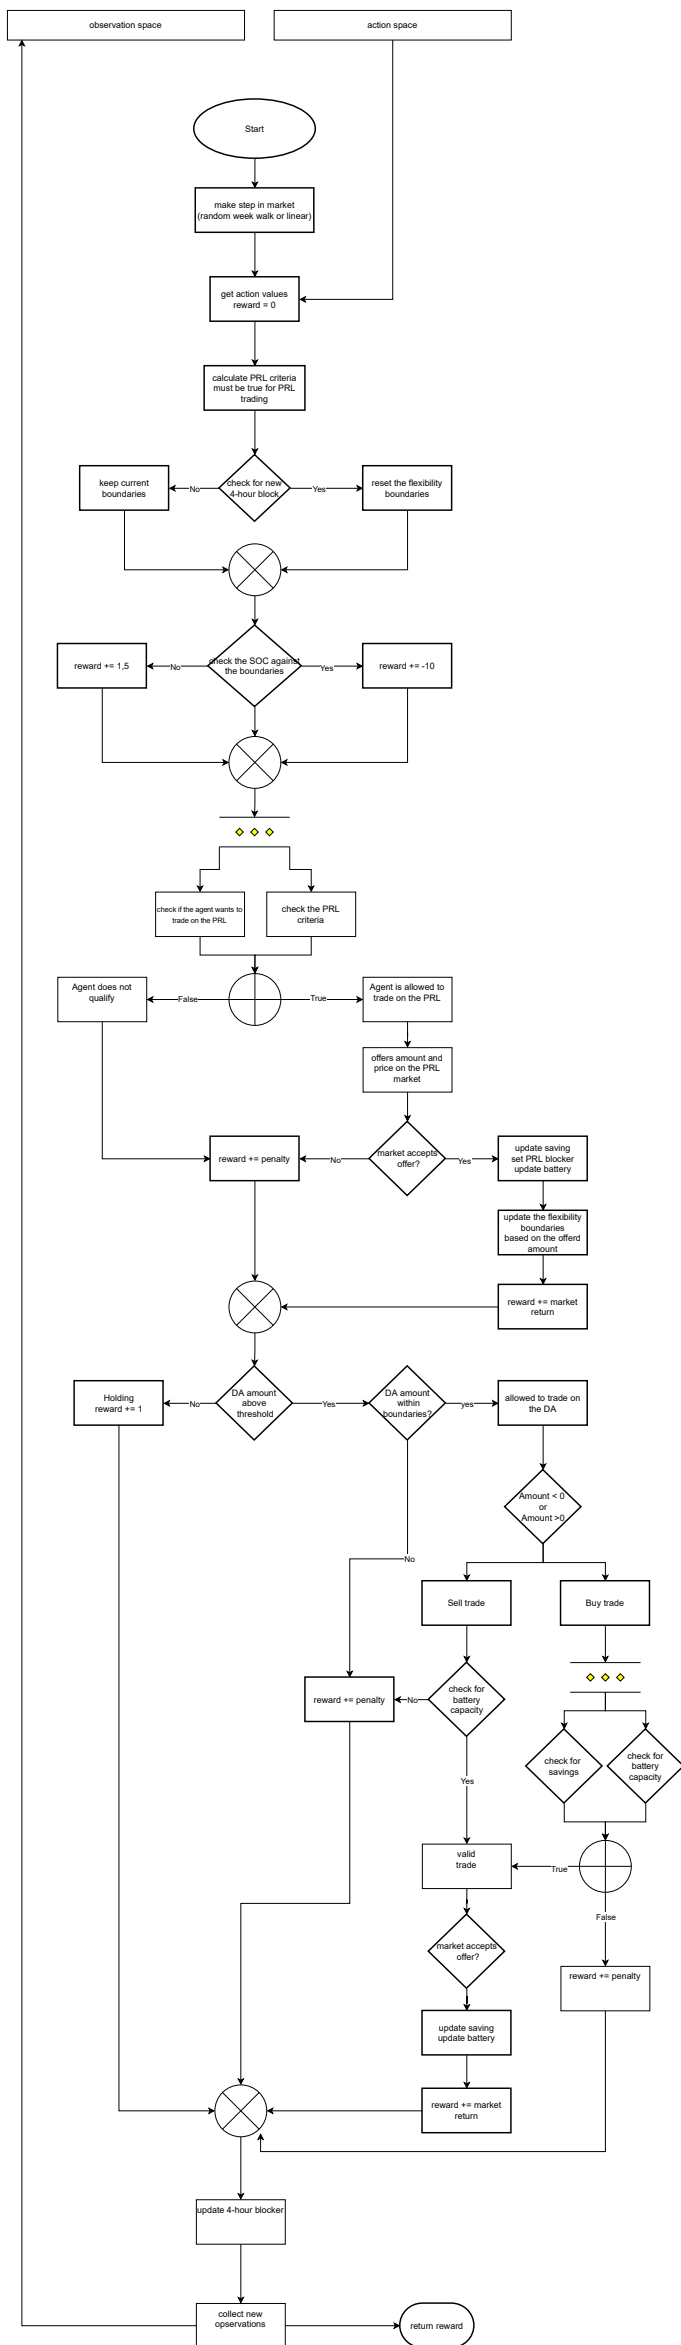 observation space
action space
Start
make step in market
(random week walk or linear)
get action values
reward = 0
calculate PRL criteria
must be true for PRL
trading
keep current
boundaries
No
check for new
4-hour block
Yes
reset the flexibility
boundaries
reward += 1,5
No
check the SOC against
the boundaries
Yes
reward += -10
check if the agent wants to
trade on the PRL
check the PRL
criteria
Agent does not
qualify
False
True
Agent is allowed to
trade on the PRL
offers amount and
price on the PRL
market
reward += penalty
No
market accepts
offer?
Yes
update saving
set PRL blocker
update battery
update the flexibility
boundaries
based on the offerd
amount
reward += market
return
Holding
reward += 1
No
DA amount
above
threshold
Yes
DA amount
within
boundaries?
yes
allowed to trade on
the DA
Amount < 0
or
Amount >0
No
Sell trade
Buy trade
reward += penalty
No
check for
battery
capacity
check for
savings
check for
battery
capacity
Yes
valid
trade
True
False
market accepts
offer?
reward += penalty
update saving
update battery
reward += market
return
update 4-hour blocker
collect new
opservations
return reward